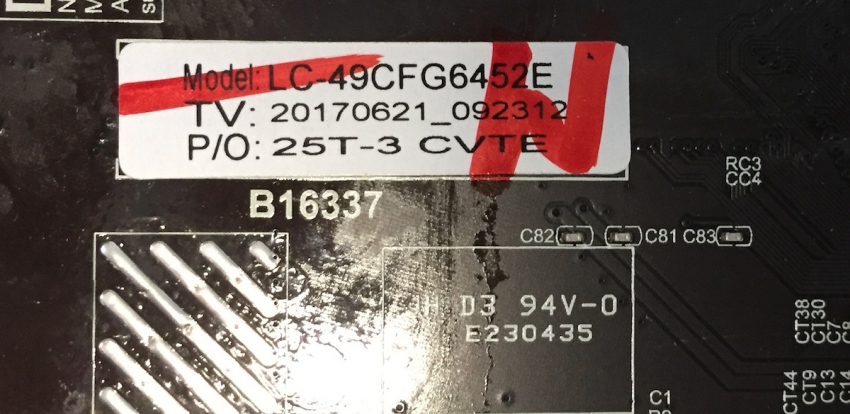 Model: LC-49CFG6452E
TV: 20170621_092312
P/O: 25T-3 CVTE
B16337
RC3
CC4
C82
C81
C83
D3 94V-0
E230435
CT38
CT30
C7
CT44
CT9
C13
C14
C1